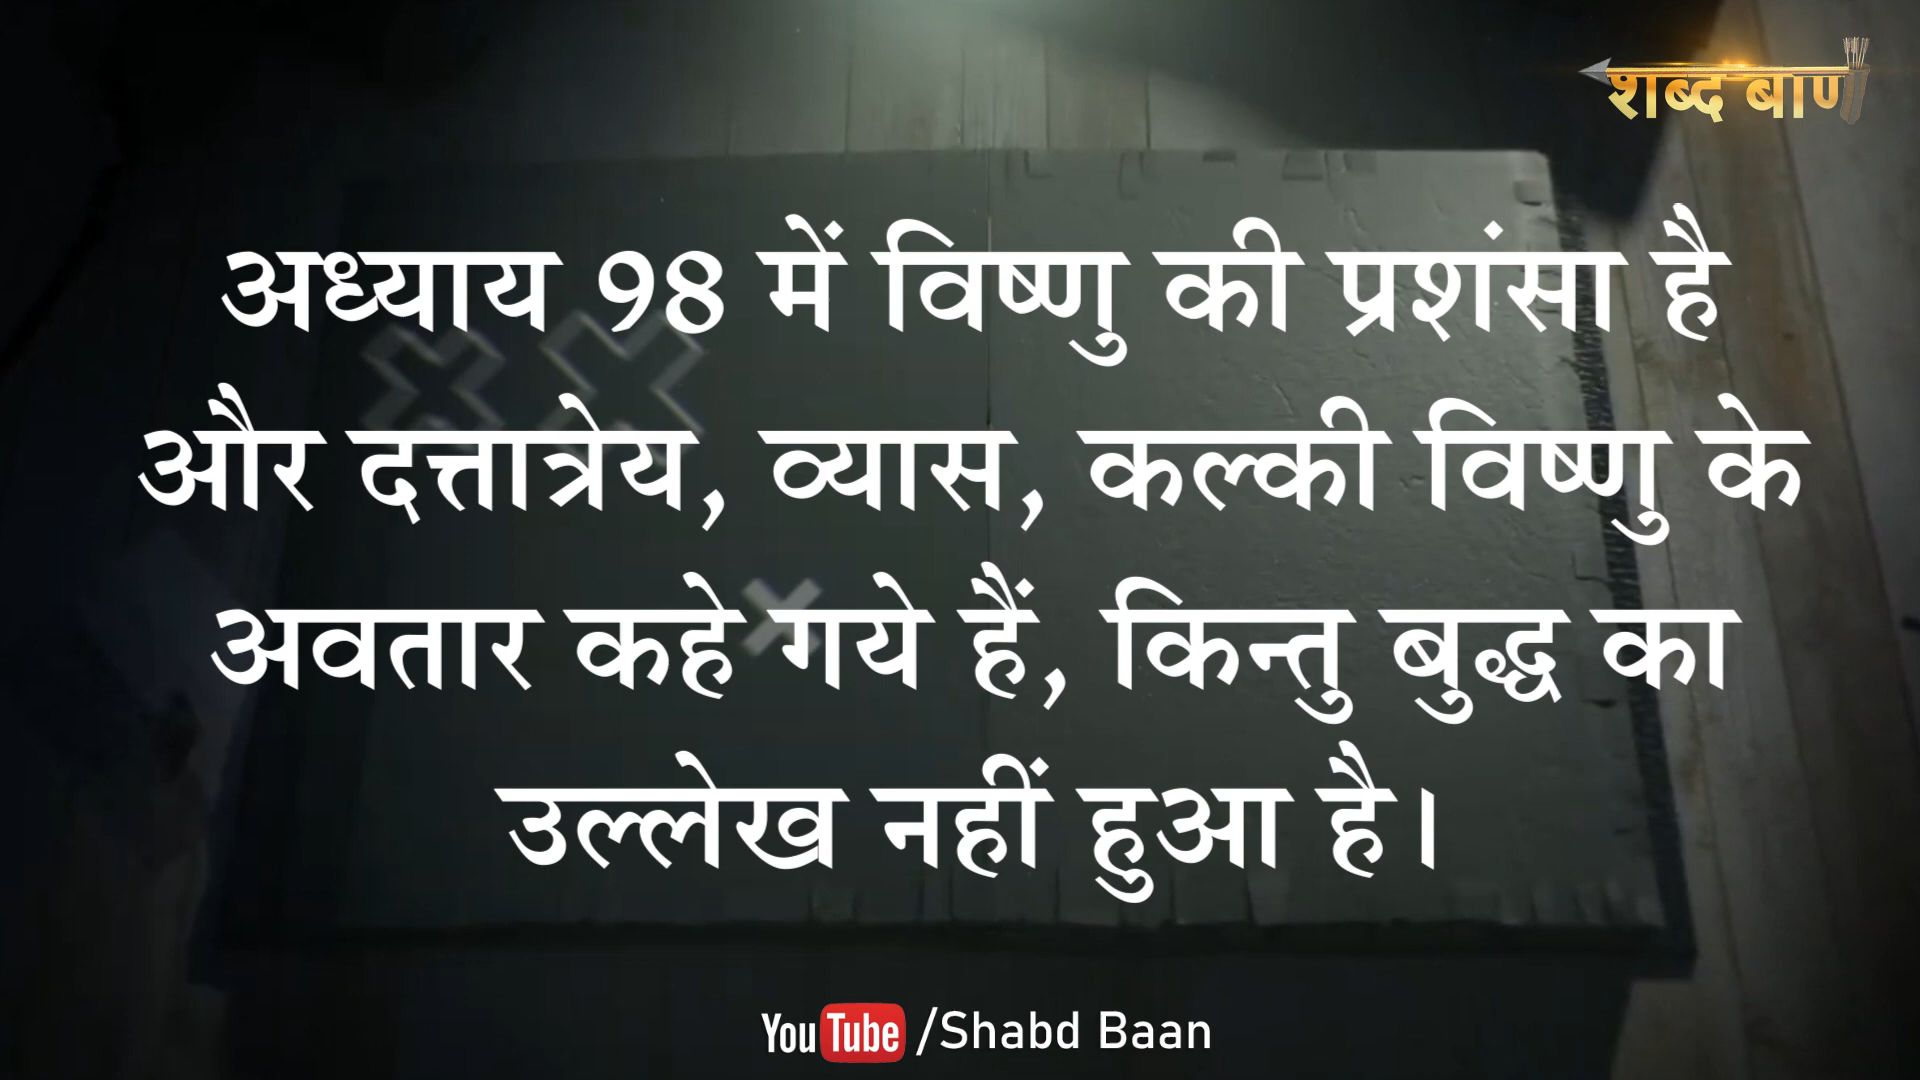 शब्द बाण
अध्याय 98 में विष्णु की प्रशंसा है
और दत्तात्रेय, व्यास, कल्की विष्णु के
अवतार कहे गये हैं, किन्तु बुद्ध का
उल्लेख नहीं हुआ है।
YouTube /Shabd Baan